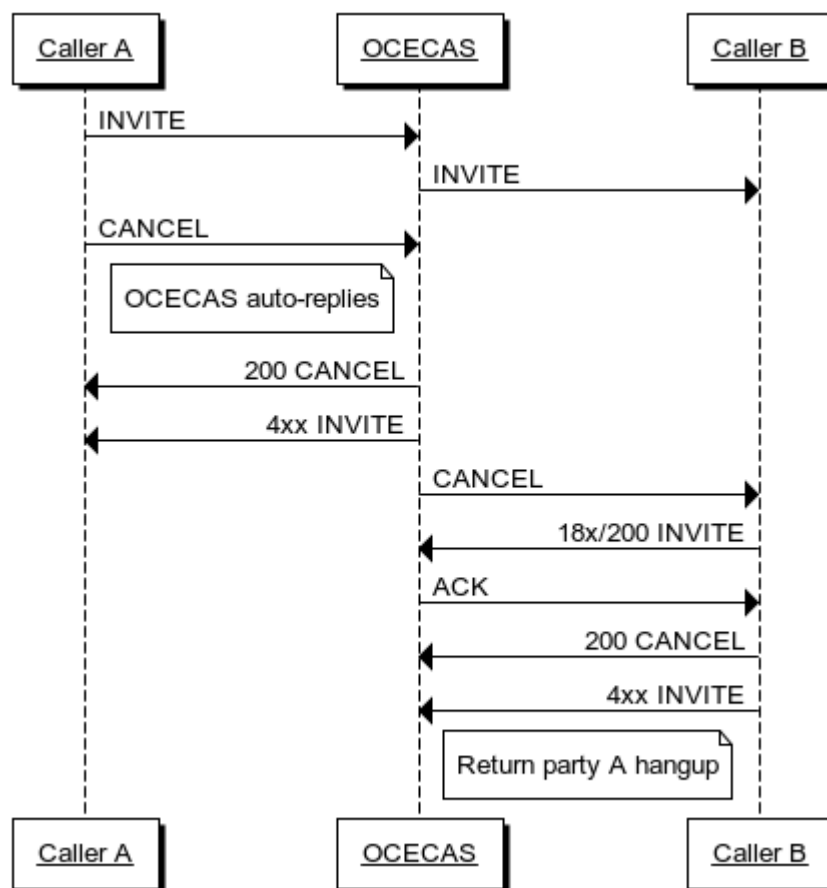 Caller A
OCECAS
Caller B
INVITE
INVITE
CANCEL
OCECAS auto-replies
200 CANCEL
4xx INVITE
CANCEL
18x/200 INVITE
ACK
200 CANCEL
4xx INVITE
Return party A hangup
Caller A
OCECAS
Caller B